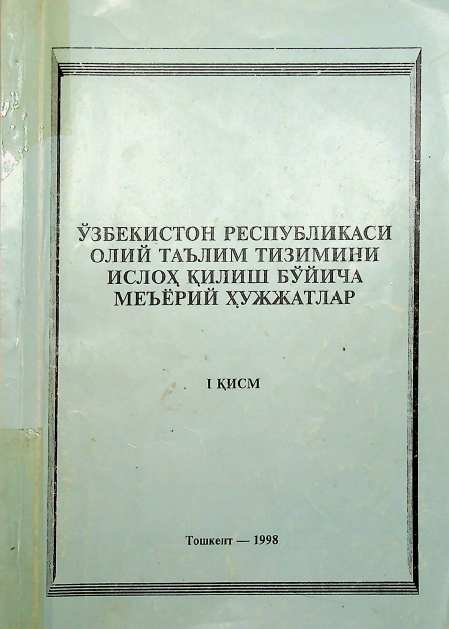 ЎЗБЕКИСТОН РЕСПУБЛИКАСИ
ОЛИЙ ТАЪЛИМ ТИЗИМИНИ
ИСЛОҲ ҚИЛИШ БЎЙИЧА
МЕЪЁРИЙ ҲУЖЖАТЛАР
I ҚИСМ
Тошкент — 1998